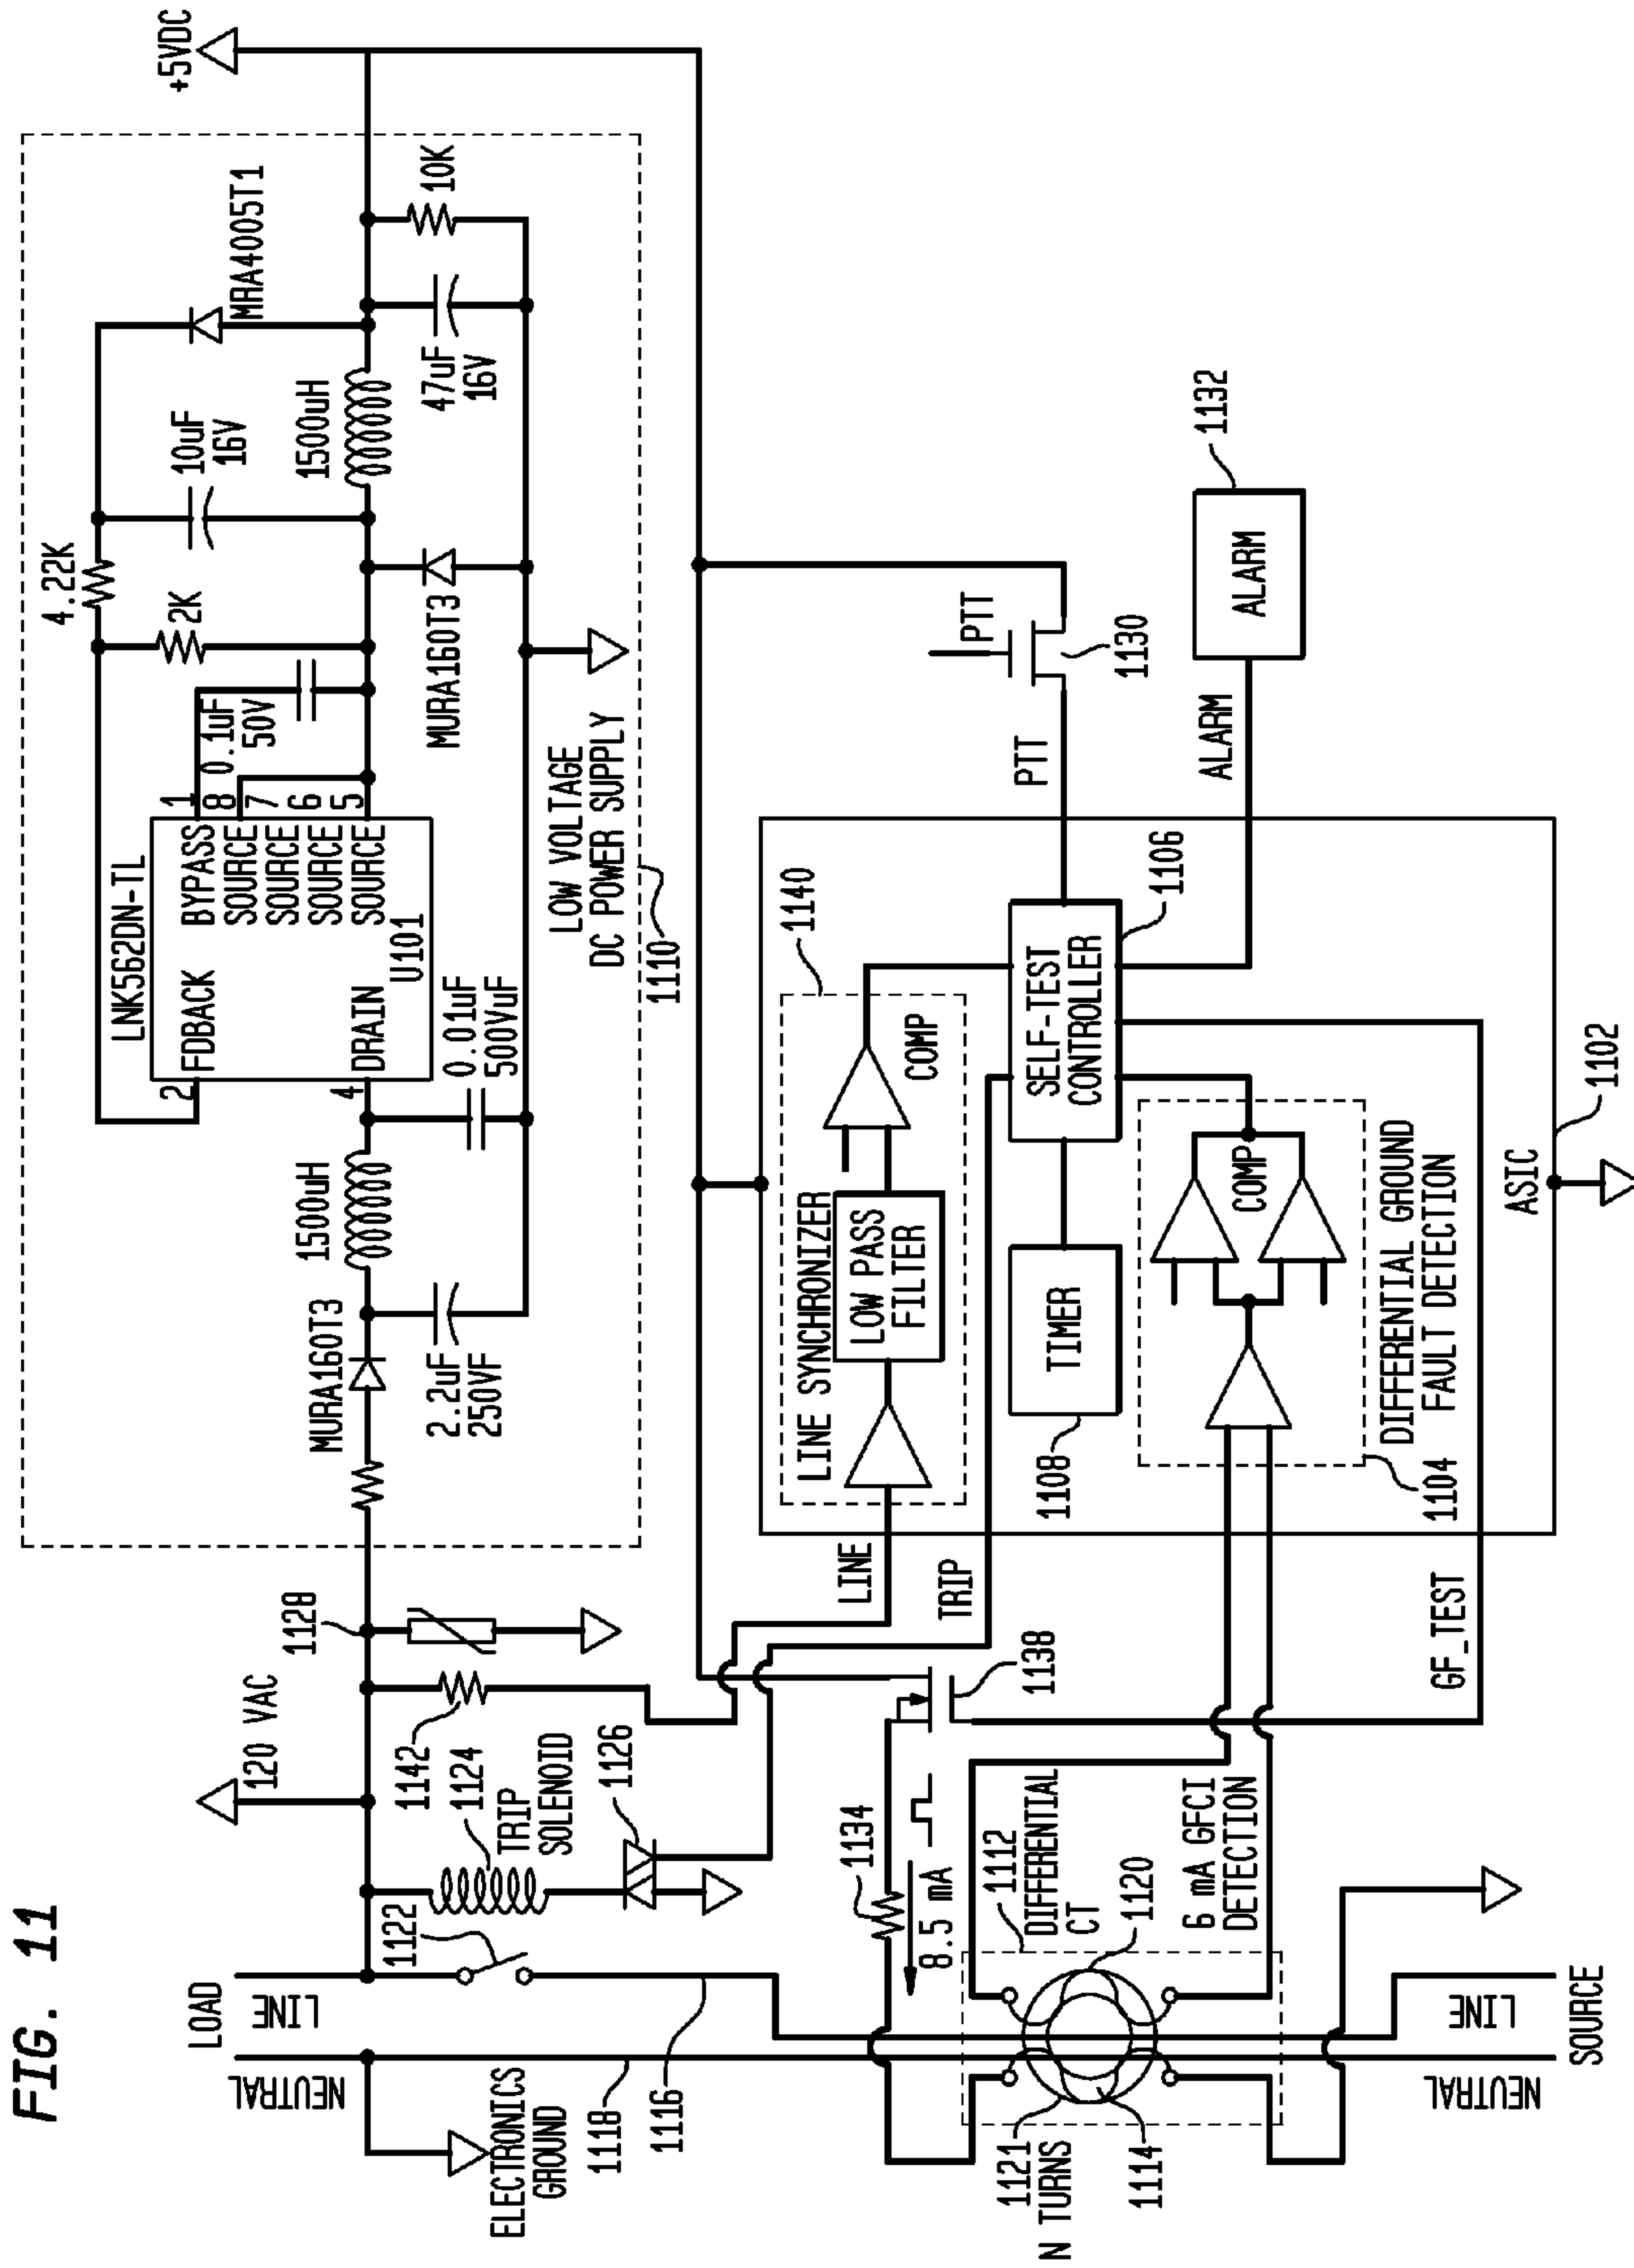 FIG. 11
LOAD
NEUTRAL
LINE
ELECTRONICS
GROUND
1118
1116
1122
120 VAC
1142
1124
TRIP
SOLENOID
1126
1128
MURA160T3
2.2uF
250VF
1500uH
LNK562DN-TL
2
FDBACK
4
DRAIN
U101
BYPASS
SOURCE
SOURCE
SOURCE
SOURCE
1
8
7
6
5
0.01uF
500VuF
0.1uF
50V
4.22K
2K
10uF
16V
1500uH
MURA160T3
MRA4005T1
47uF
16V
10K
+5VDC
LOW VOLTAGE
DC POWER SUPPLY
1110
1121
N TURNS
1114
1134
8.5 mA
1112
DIFFERENTIAL
CT
1120
6 mA GFCI
DETECTION
1138
LINE
TRIP
GF_TEST
LINE SYNCHRONIZER
1140
LOW PASS
FILTER
COMP
TIMER
1108
SELF-TEST
CONTROLLER
1106
COMP
DIFFERENTIAL GROUND
FAULT DETECTION
1104
ASIC
1102
PTT
PTT
1130
ALARM
ALARM
1132
NEUTRAL
LINE
SOURCE